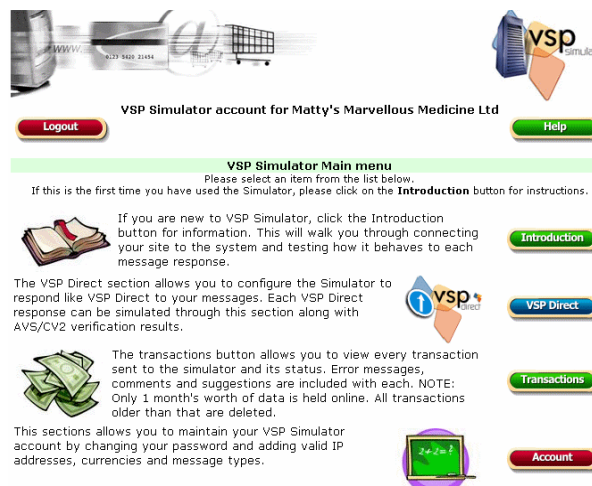 www.
0123 5420 21654
@
vsp
simula
VSP Simulator account for Matty's Marvellous Medicine Ltd
Logout
Help
VSP Simulator Main menu
Please select an item from the list below.
If this is the first time you have used the Simulator, please click on the Introduction button for instructions.
If you are new to VSP Simulator, click the Introduction
button for information. This will walk you through connecting
your site to the system and testing how it behaves to each
message response.
Introduction
The VSP Direct section allows you to configure the Simulator to
respond like VSP Direct to your messages. Each VSP Direct
response can be simulated through this section along with
AVS/CV2 verification results.
vsp
direct
VSP Direct
The transactions button allows you to view every transaction
sent to the simulator and its status. Error messages,
comments and suggestions are included with each. NOTE:
Only 1 month's worth of data is held online. All transactions
older than that are deleted.
Transactions
This sections allows you to maintain your VSP Simulator
account by changing your password and adding valid IP
addresses, currencies and message types.
2+2=?
Account